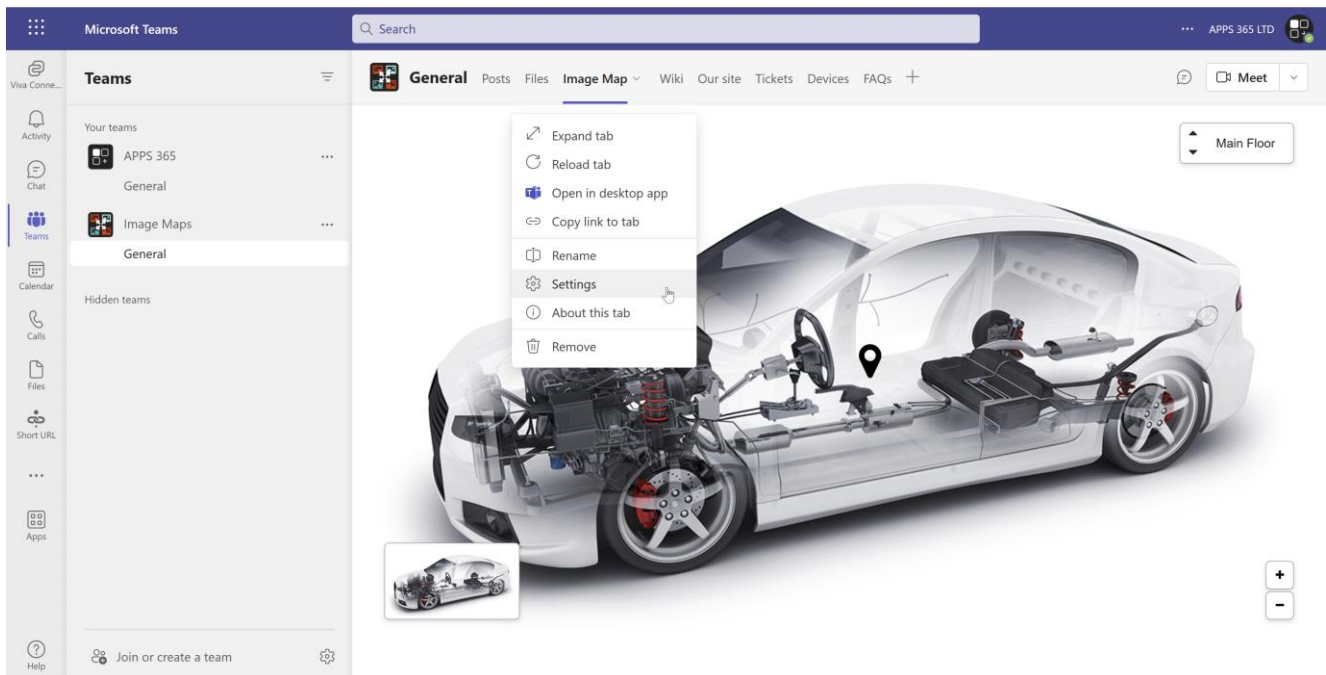 Microsoft Teams
Search
APPS 365 LTD
Viva Conne...
Activity
Chat
Teams
Calendar
Calls
Files
Short URL
Apps
Help
Teams
Your teams
APPS 365
General
Image Maps
General
Hidden teams
Join or create a team
General Posts Files Image Map Wiki Our site Tickets Devices FAQs
Meet
Expand tab
Reload tab
Open in desktop app
Copy link to tab
Rename
Settings
About this tab
Remove
Main Floor
+
−